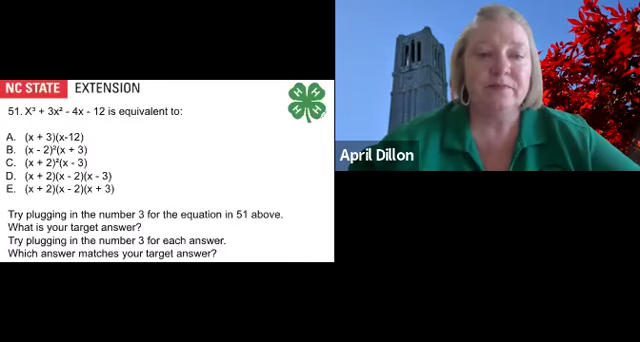 NC STATE EXTENSION
51. X³ + 3x² - 4x - 12 is equivalent to:
A. (x + 3)(x-12)
B. (x - 2)²(x + 3)
C. (x + 2)²(x - 3)
D. (x + 2)(x - 2)(x - 3)
E. (x + 2)(x - 2)(x + 3)
Try plugging in the number 3 for the equation in 51 above.
What is your target answer?
Try plugging in the number 3 for each answer.
Which answer matches your target answer?
H H H H
April Dillon